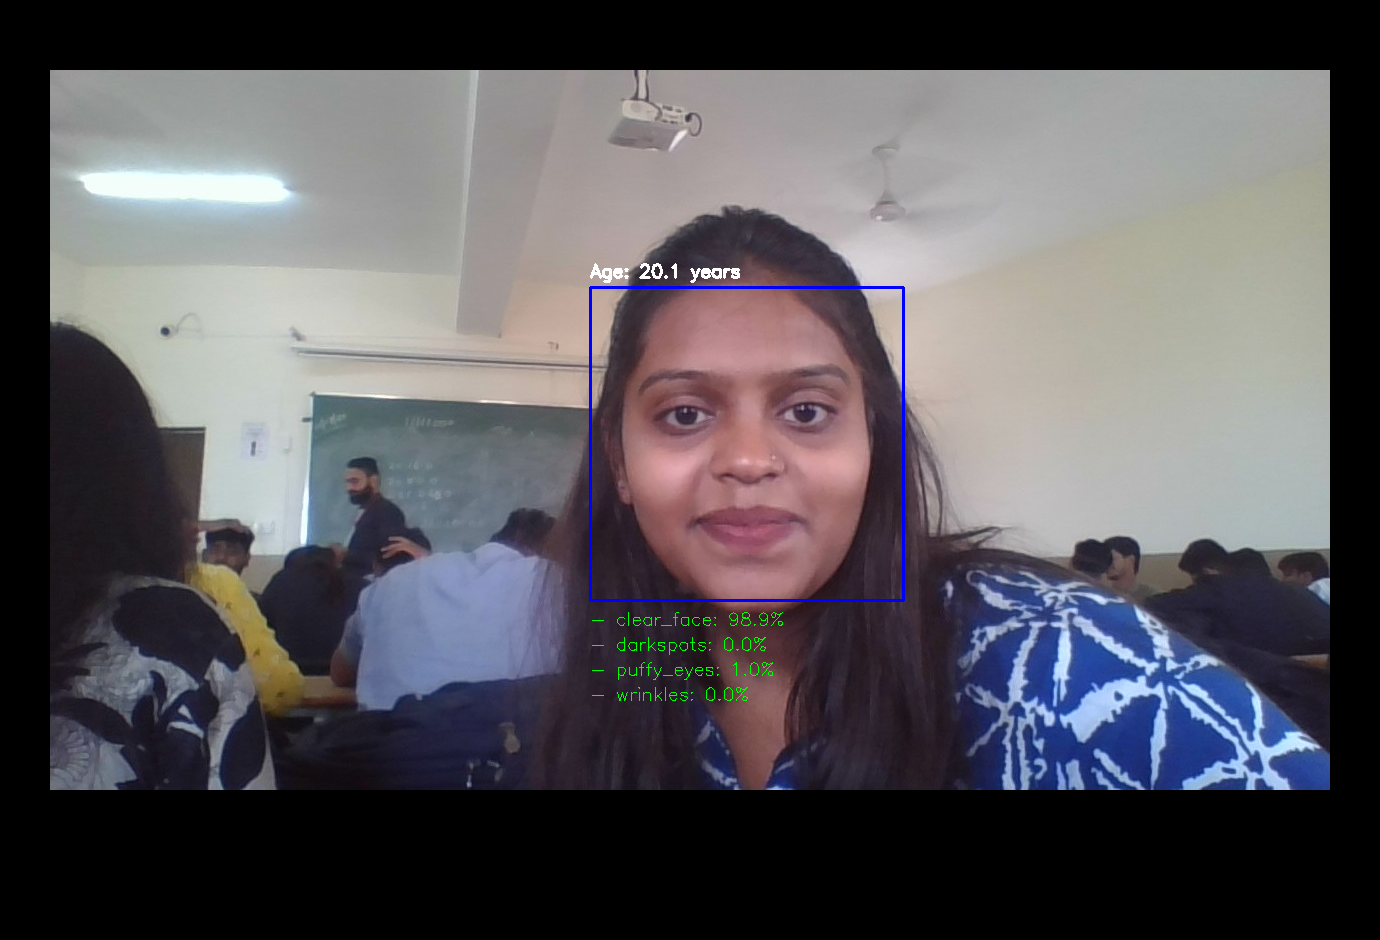 Age: 20.1 years
– clear_face: 98.9%
– darkspots: 0.0%
– puffy_eyes: 1.0%
– wrinkles: 0.0%